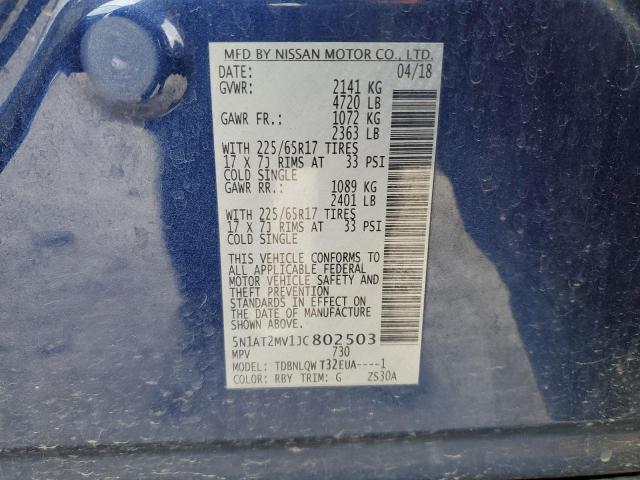 MFD BY NISSAN MOTOR CO., LTD.
DATE: 04/18
GVWR: 2141 KG
4720 LB
GAWR FR.: 1072 KG
2363 LB
WITH 225/65R17 TIRES
17 X 7J RIMS AT 33 PSI
COLD SINGLE
GAWR RR.: 1089 KG
2401 LB
WITH 225/65R17 TIRES
17 X 7J RIMS AT 33 PSI
COLD SINGLE
THIS VEHICLE CONFORMS TO
ALL APPLICABLE FEDERAL
MOTOR VEHICLE SAFETY AND
AND THEFT PREVENTION
STANDARDS IN EFFECT ON
THE DATE OF MANUFACTURE
SHOWN ABOVE.
5N1AT2MV1JC802503
MPV 730
MODEL: TDBNLQW T32EUA----1
COLOR: RBY TRIM: G ZS30A